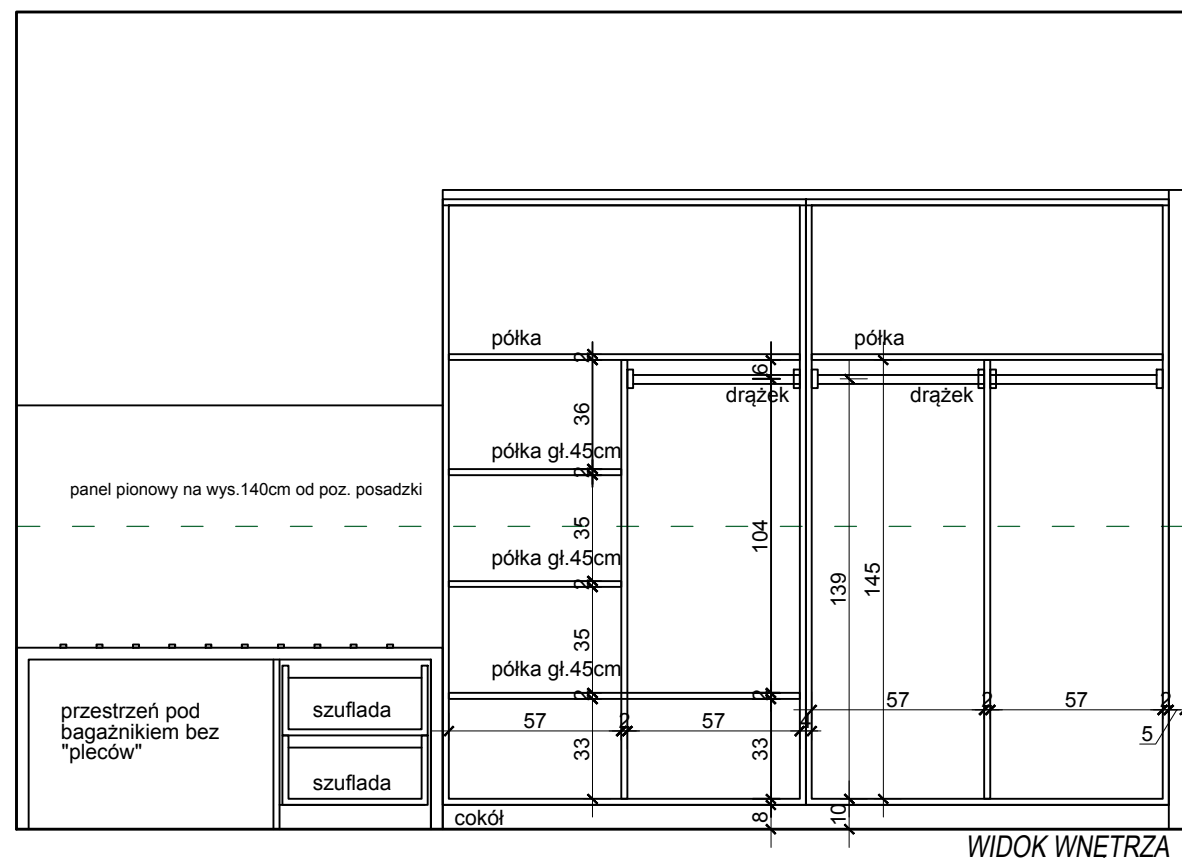 półka
półka
2
6
drążek
drążek
36
półka gł.45cm
2
panel pionowy na wys.140cm od poz. posadzki
35
104
półka gł.45cm
2
139
145
35
półka gł.45cm
2
2
57
2
57
4
57
2
57
2
5
przestrzeń pod
bagażnikiem bez
"pleców"
szuflada
szuflada
33
33
cokół
8
10
WIDOK WNĘTRZA